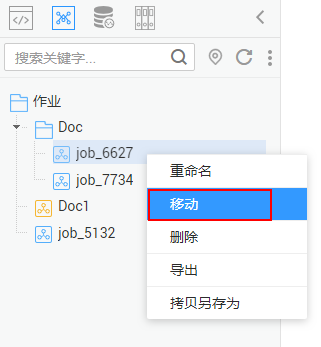 搜索关键字...
作业
Doc
job_6627
job_7734
Doc1
job_5132
重命名
移动
删除
导出
拷贝另存为